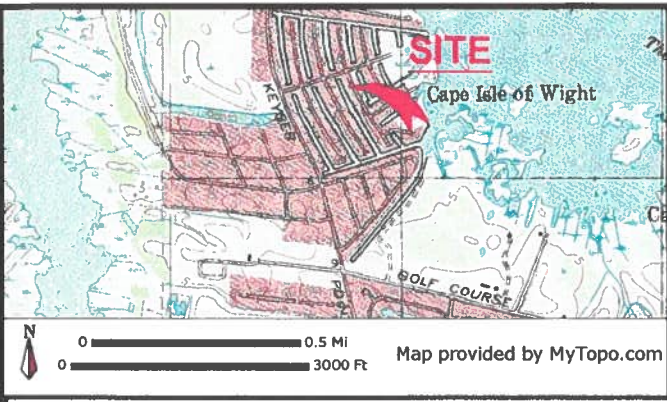 SITE
Cape Isle of Wight
KEYSER
GOLF COURSE
N
0 0.5 Mi
0 3000 Ft
Map provided by MyTopo.com